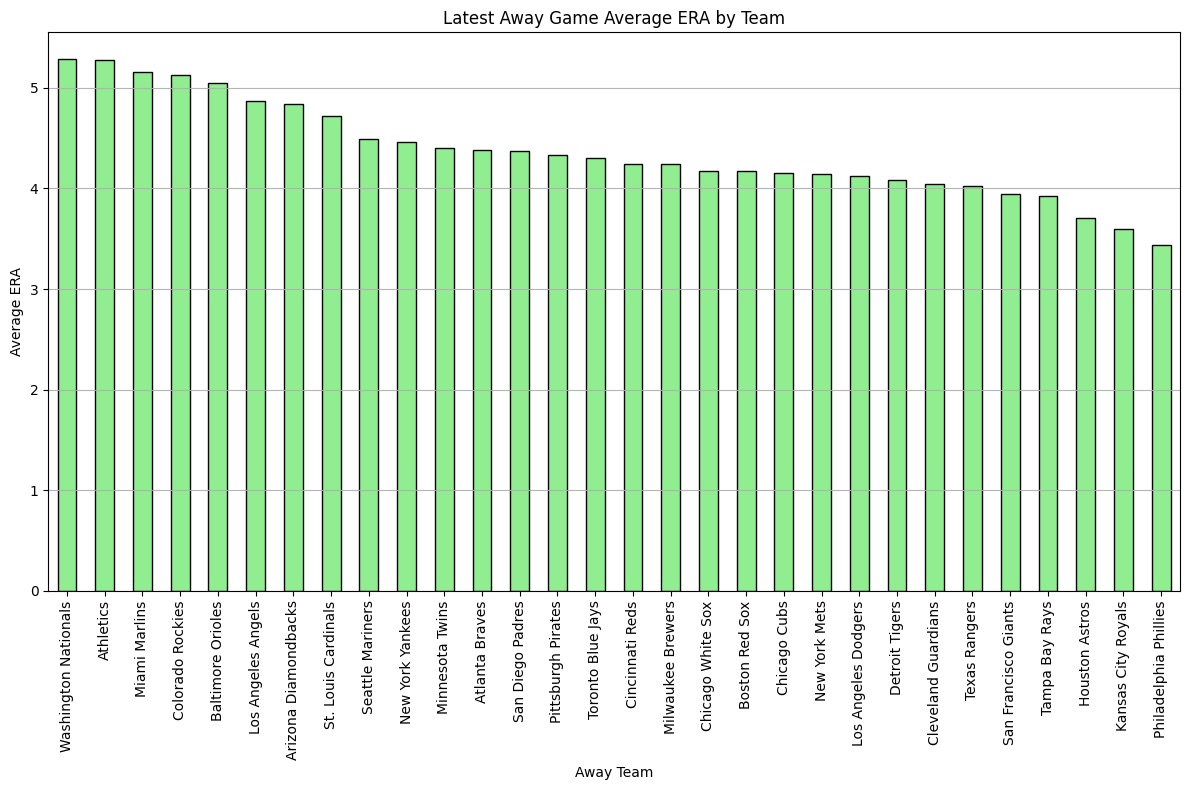 Latest Away Game Average ERA by Team
Average ERA
5
4
3
2
1
0
Washington Nationals
Athletics
Miami Marlins
Colorado Rockies
Baltimore Orioles
Los Angeles Angels
Arizona Diamondbacks
St. Louis Cardinals
Seattle Mariners
New York Yankees
Minnesota Twins
Atlanta Braves
San Diego Padres
Pittsburgh Pirates
Toronto Blue Jays
Cincinnati Reds
Milwaukee Brewers
Chicago White Sox
Boston Red Sox
Chicago Cubs
New York Mets
Los Angeles Dodgers
Detroit Tigers
Cleveland Guardians
Texas Rangers
San Francisco Giants
Tampa Bay Rays
Houston Astros
Kansas City Royals
Philadelphia Phillies
Away Team